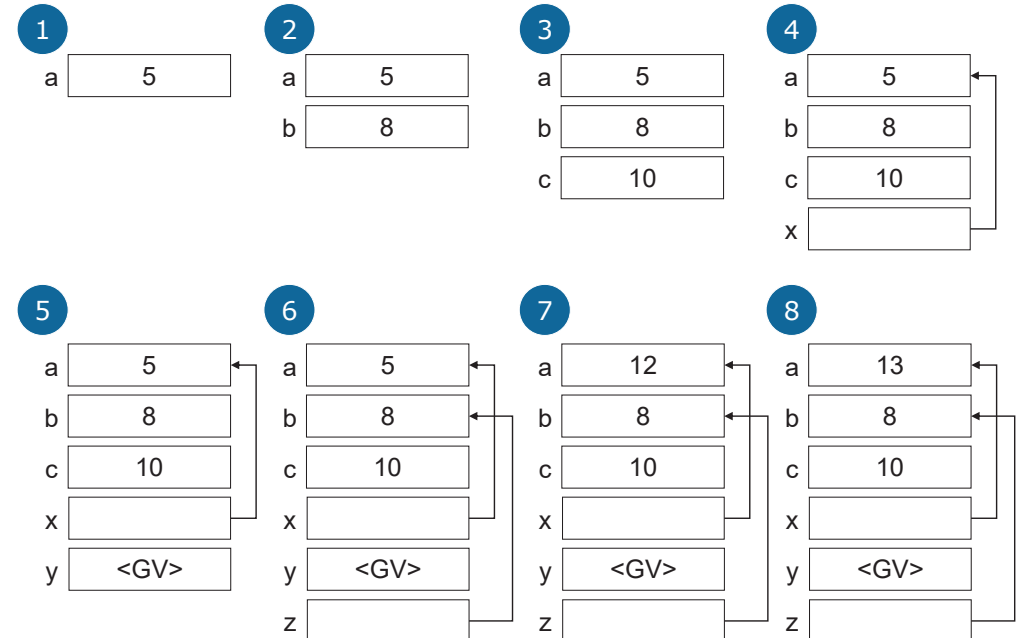 1 2 3 4
a 5 a 5 a 5 a 5
b 8 b 8 b 8
c 10 c 10
x
5 6 7 8
a 5 a 5 a 12 a 13
b 8 b 8 b 8 b 8
c 10 c 10 c 10 c 10
x x x x
y <GV> y <GV> y <GV> y <GV>
z z z